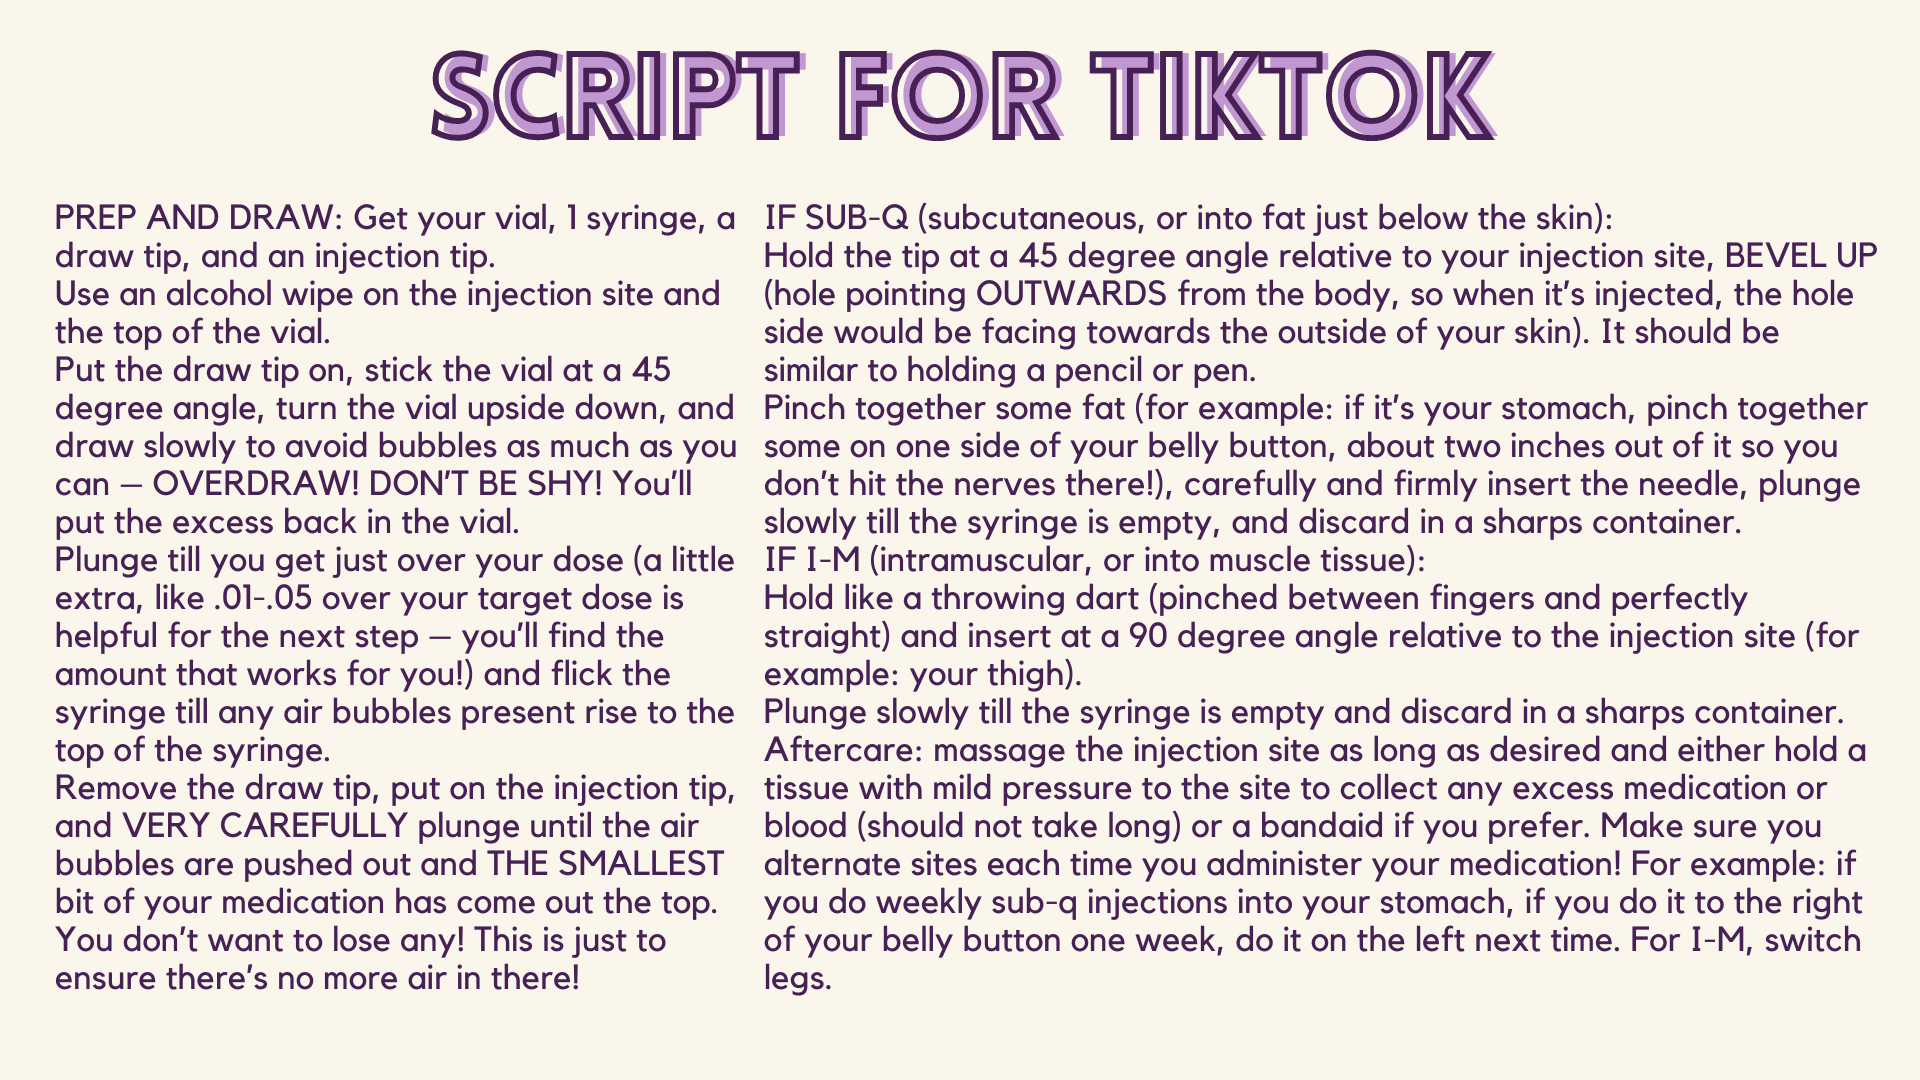 SCRIPT FOR TIKTOK
PREP AND DRAW: Get your vial, 1 syringe, a
draw tip, and an injection tip.
Use an alcohol wipe on the injection site and
the top of the vial.
Put the draw tip on, stick the vial at a 45
degree angle, turn the vial upside down, and
draw slowly to avoid bubbles as much as you
can – OVERDRAW! DON'T BE SHY! You'll
put the excess back in the vial.
Plunge till you get just over your dose (a little
extra, like .01-.05 over your target dose is
helpful for the next step – you'll find the
amount that works for you!) and flick the
syringe till any air bubbles present rise to the
top of the syringe.
Remove the draw tip, put on the injection tip,
and VERY CAREFULLY plunge until the air
bubbles are pushed out and THE SMALLEST
bit of your medication has come out the top.
You don't want to lose any! This is just to
ensure there's no more air in there!
IF SUB-Q (subcutaneous, or into fat just below the skin):
Hold the tip at a 45 degree angle relative to your injection site, BEVEL UP
(hole pointing OUTWARDS from the body, so when it's injected, the hole
side would be facing towards the outside of your skin). It should be
similar to holding a pencil or pen.
Pinch together some fat (for example: if it's your stomach, pinch together
some on one side of your belly button, about two inches out of it so you
don't hit the nerves there!), carefully and firmly insert the needle, plunge
slowly till the syringe is empty, and discard in a sharps container.
IF I-M (intramuscular, or into muscle tissue):
Hold like a throwing dart (pinched between fingers and perfectly
straight) and insert at a 90 degree angle relative to the injection site (for
example: your thigh).
Plunge slowly till the syringe is empty and discard in a sharps container.
Aftercare: massage the injection site as long as desired and either hold a
tissue with mild pressure to the site to collect any excess medication or
blood (should not take long) or a bandaid if you prefer. Make sure you
alternate sites each time you administer your medication! For example: if
you do weekly sub-q injections into your stomach, if you do it to the right
of your belly button one week, do it on the left next time. For I-M, switch
legs.